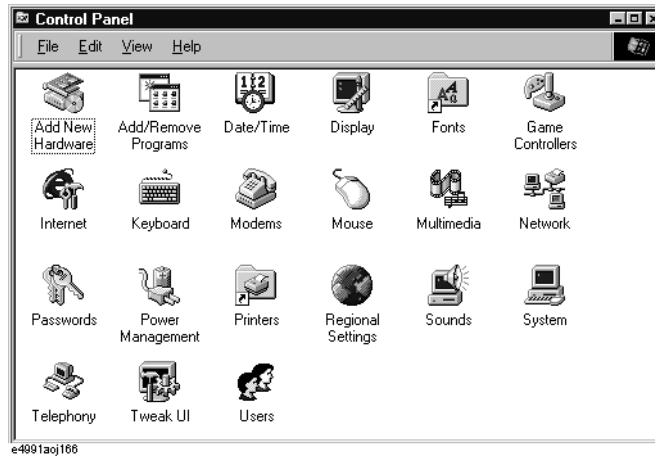 Control Panel
File Edit View Help
Add New Hardware
Add/Remove Programs
Date/Time
Display
Fonts
Game Controllers
Internet
Keyboard
Modems
Mouse
Multimedia
Network
Passwords
Power Management
Printers
Regional Settings
Sounds
System
Telephony
Tweak UI
Users
e4991aoj166